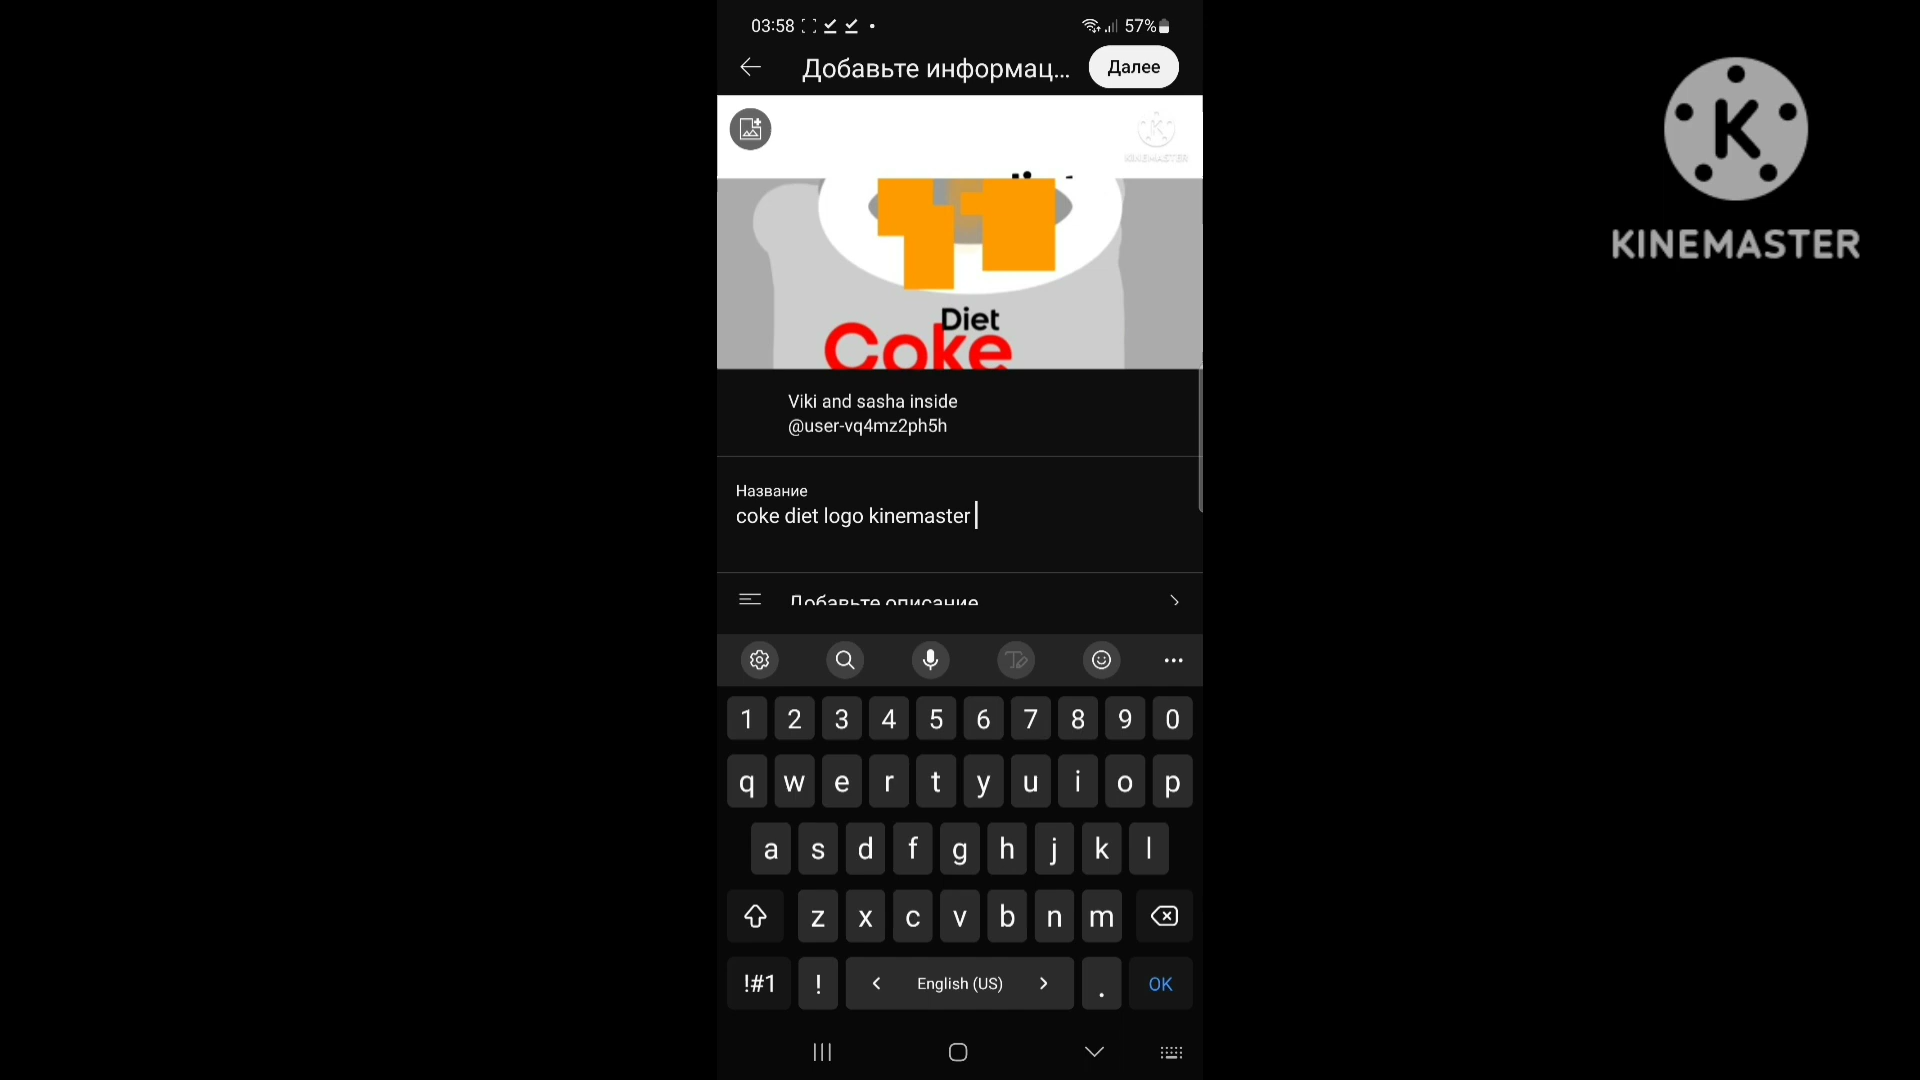 03:58 57%
Добавьте информац... Далее
KINEMASTER
KINEMASTER
Diet
Coke
Viki and sasha inside
@user-vq4mz2ph5h
Название
coke diet logo kinemaster
Добавьте описание
1 2 3 4 5 6 7 8 9 0
q w e r t y u i o p
a s d f g h j k l
z x c v b n m
!#1 ! < English (US) > . OK